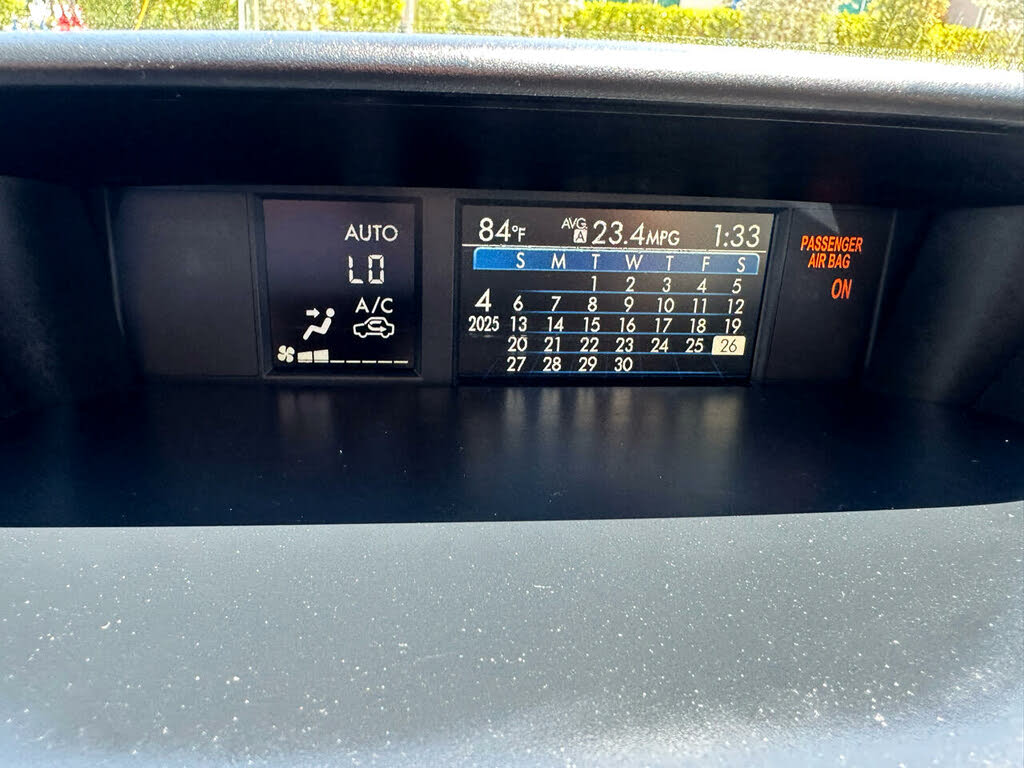 AUTO
LO
A/C
84°F AVG. A 23.4MPG 1:33
S M T W T F S
1 2 3 4 5
4 6 7 8 9 10 11 12
2025 13 14 15 16 17 18 19
20 21 22 23 24 25 26
27 28 29 30
PASSENGER
AIR BAG
ON